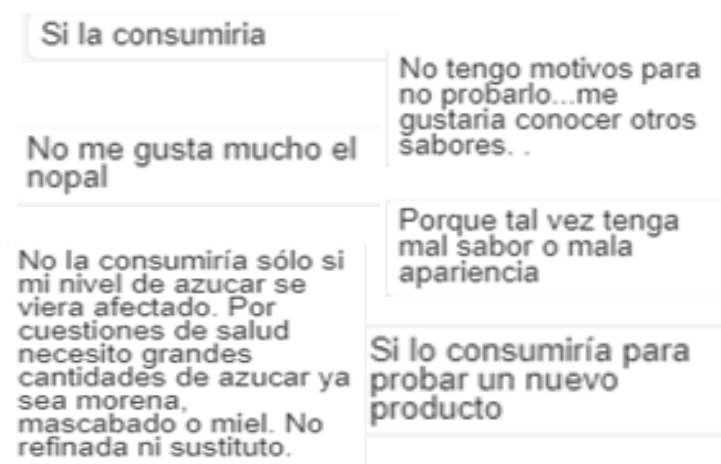 Si la consumiria
No tengo motivos para
no probarlo...me
gustaria conocer otros
sabores. .
No me gusta mucho el
nopal
Porque tal vez tenga
mal sabor o mala
apariencia
No la consumiría sólo si
mi nivel de azucar se
viera afectado. Por
cuestiones de salud
necesito grandes
cantidades de azucar ya
sea morena,
mascabado o miel. No
refinada ni sustituto.
Si lo consumiría para
probar un nuevo
producto